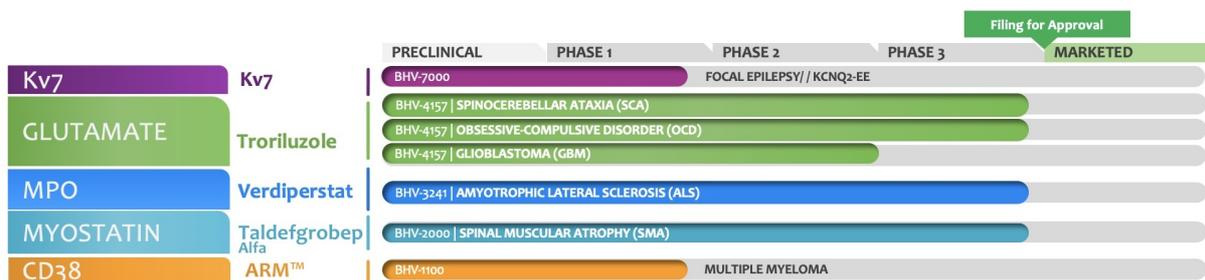 Filing for Approval
PRECLINICAL PHASE 1 PHASE 2 PHASE 3 MARKETED
Kv7 Kv7 BHV-7000 FOCAL EPILEPSY/ / KCNQ2-EE
GLUTAMATE Troriluzole
BHV-4157 | SPINOCEREBELLAR ATAXIA (SCA)
BHV-4157 | OBSESSIVE-COMPULSIVE DISORDER (OCD)
BHV-4157 | GLIOBLASTOMA (GBM)
MPO Verdiperstat BHV-3241 | AMYOTROPHIC LATERAL SCLEROSIS (ALS)
MYOSTATIN Taldefgrobep BHV-2000 | SPINAL MUSCULAR ATROPHY (SMA)
Alfa
CD38 ARM™ BHV-1100 MULTIPLE MYELOMA